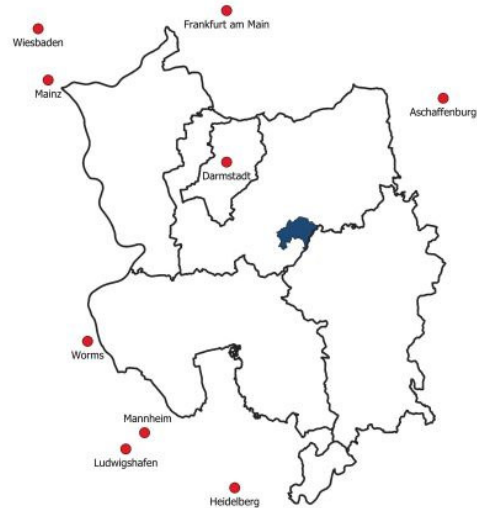 Frankfurt am Main
Wiesbaden
Mainz
Aschaffenburg
Darmstadt
Worms
Mannheim
Ludwigshafen
Heidelberg